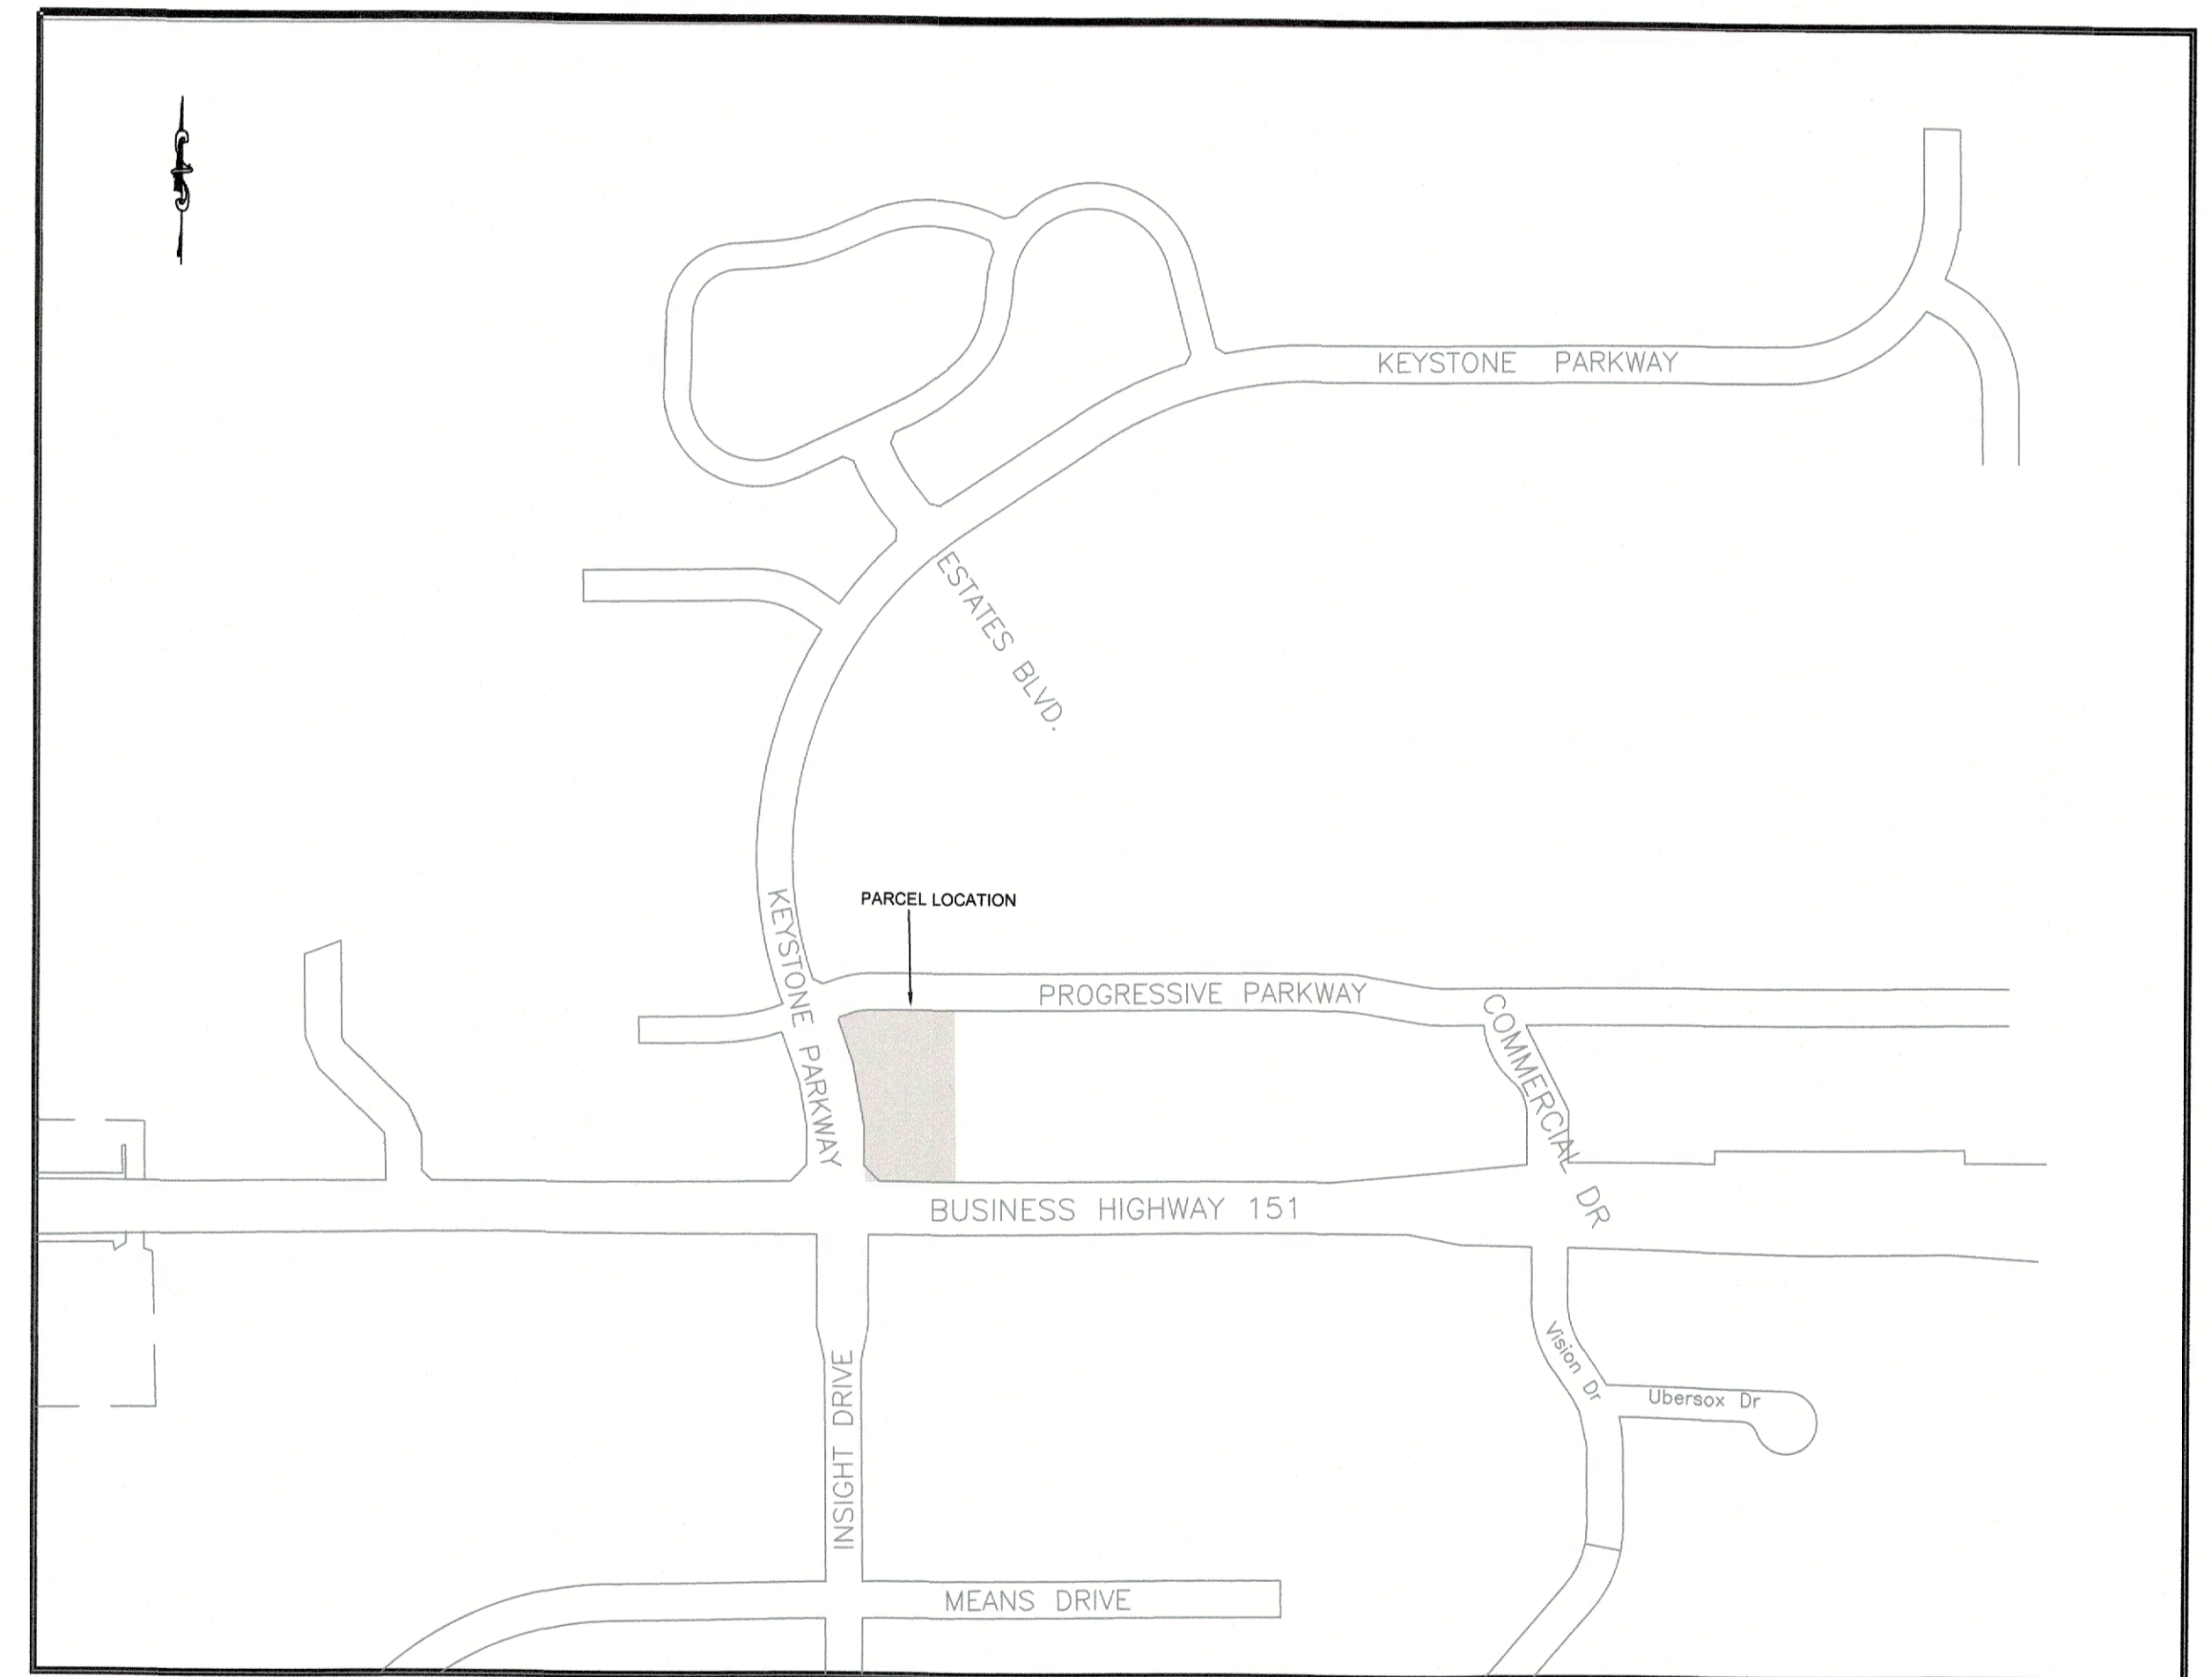 KEYSTONE PARKWAY
ESTATES BLVD.
PARCEL LOCATION
KEYSTONE PARKWAY
PROGRESSIVE PARKWAY
COMMERCIAL DR
BUSINESS HIGHWAY 151
Vision Dr
Ubersox Dr
INSIGHT DRIVE
MEANS DRIVE